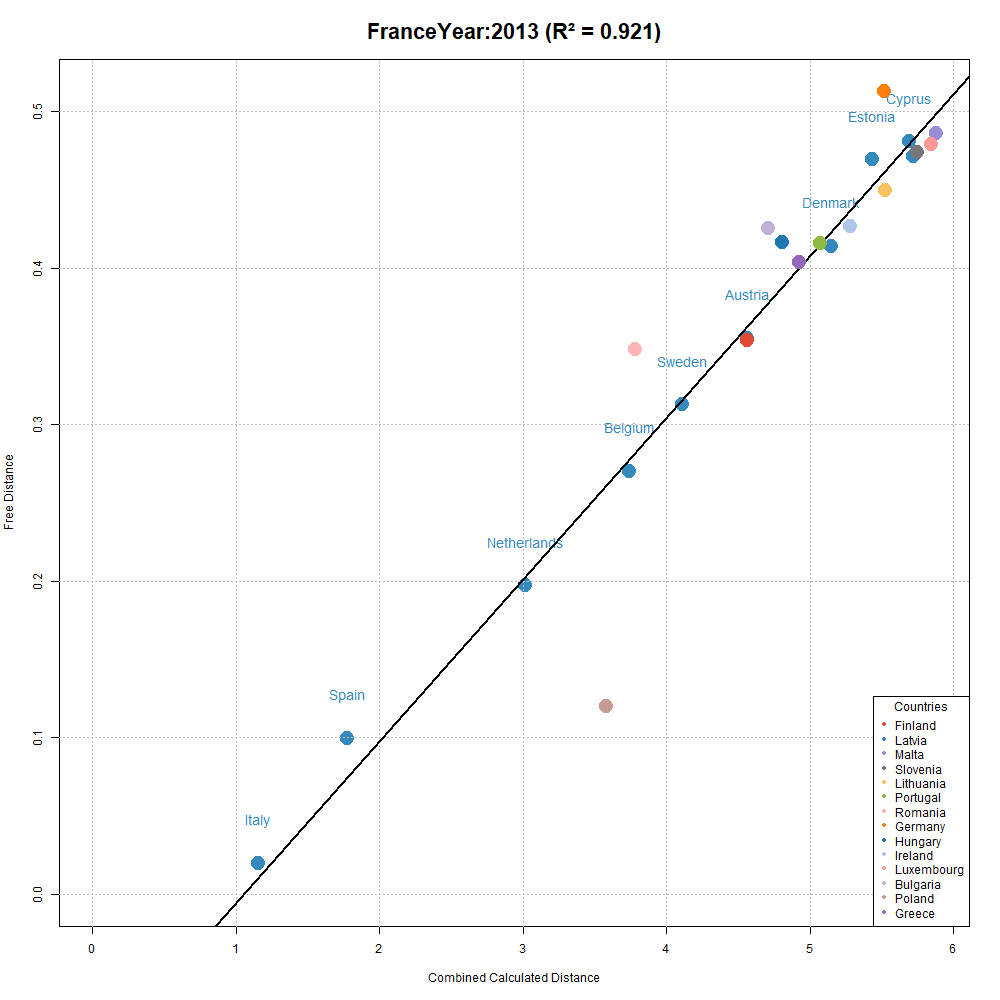 FranceYear:2013 (R² = 0.921)
Cyprus
Estonia
Denmark
Austria
Sweden
Belgium
Netherlands
Spain
Italy
Free Distance
0.5
0.4
0.3
0.2
0.1
0.0
0 1 2 3 4 5 6
Combined Calculated Distance
Countries
Finland
Latvia
Malta
Slovenia
Lithuania
Portugal
Romania
Germany
Hungary
Ireland
Luxembourg
Bulgaria
Poland
Greece